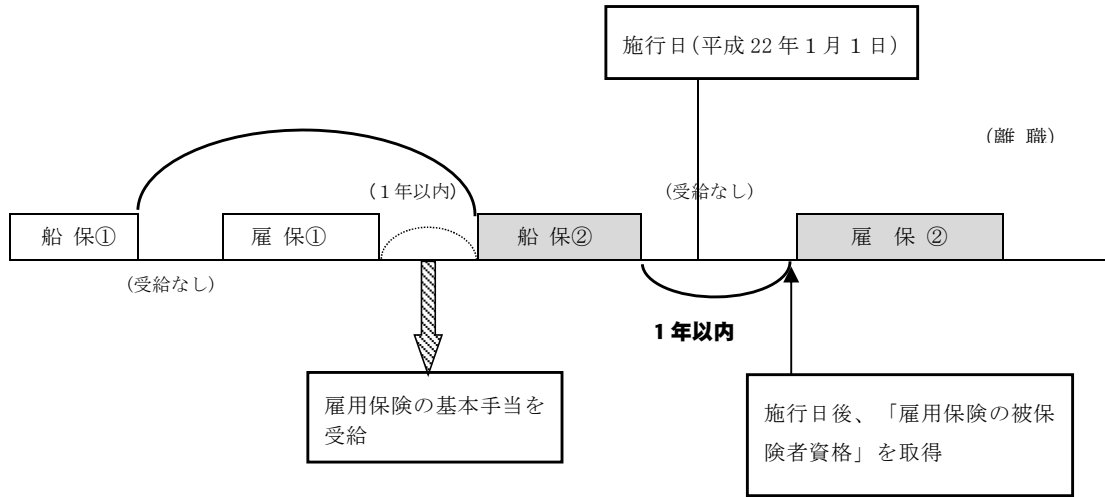 施行日(平成 22 年 1 月 1 日)
(離 職)
(1年以内)
(受給なし)
船 保①
雇 保①
船 保②
雇 保 ②
(受給なし)
1年以内
雇用保険の基本手当を
受給
施行日後、「雇用保険の被保
険者資格」を取得